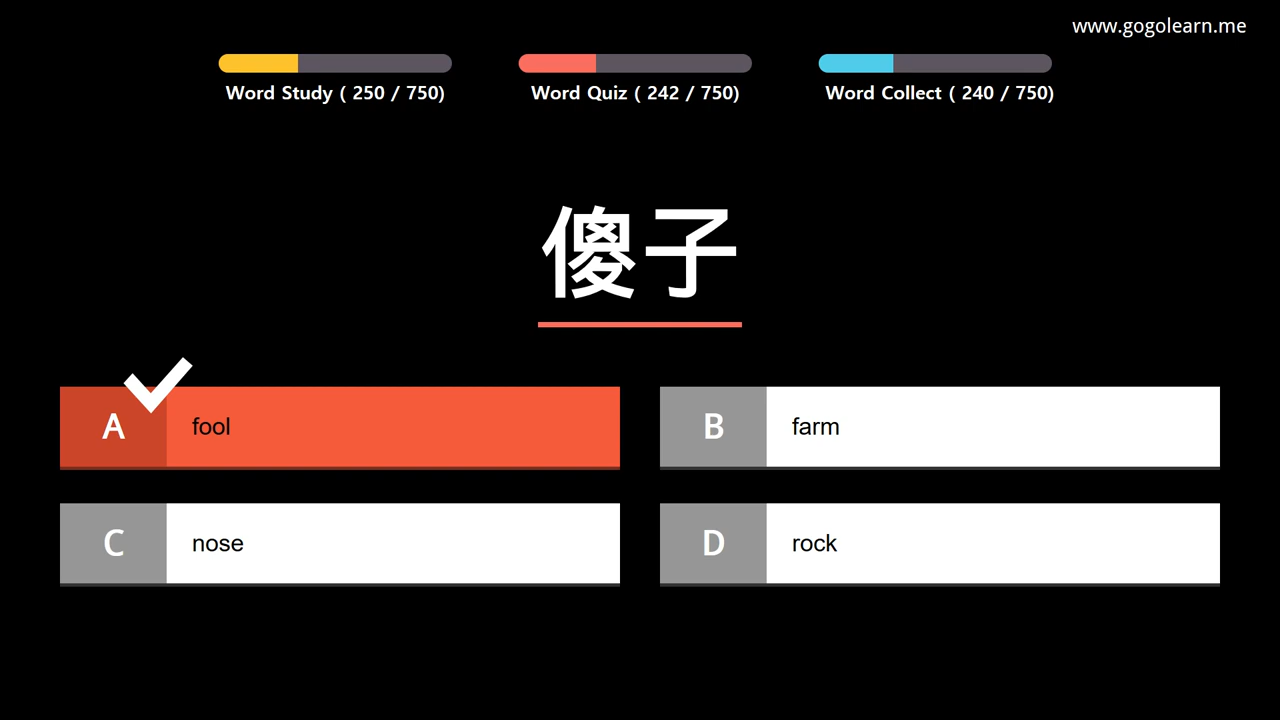 www.gogolearn.me
Word Study ( 250 / 750)
Word Quiz ( 242 / 750)
Word Collect ( 240 / 750)
傻子
A fool
B farm
C nose
D rock